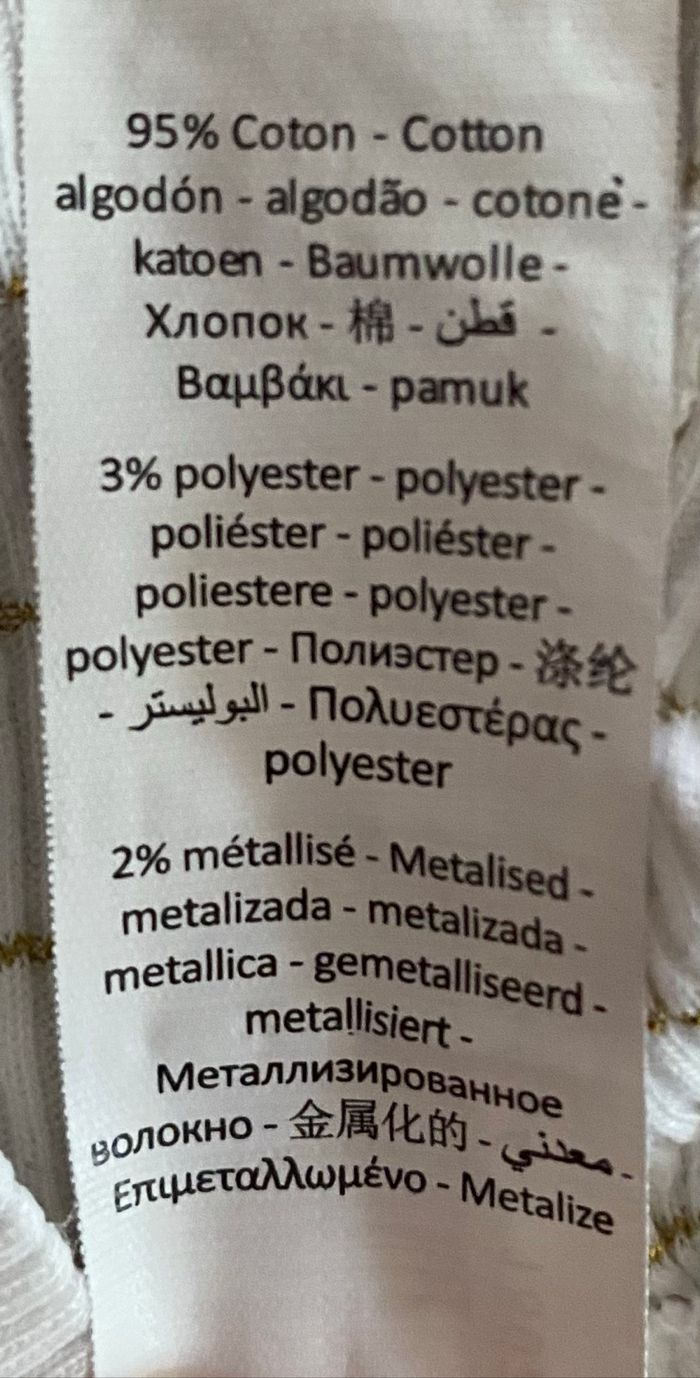 95% Coton - Cotton
algodón - algodão - cotone -
katoen - Baumwolle -
Хлопок - 棉 - قطن -
Βαμβάκι - pamuk
3% polyester - polyester -
poliéster - poliéster -
poliestere - polyester -
polyester - Полиэстер - 涤纶
- البوليستر - Πολυεστέρας -
polyester
2% métallisé - Metalised -
metalizada - metalizada -
metallica - gemetalliseerd -
metallisiert -
Металлизированное
волокно - 金属化的 - معدني -
Επιμεταλλωμένο - Metalize